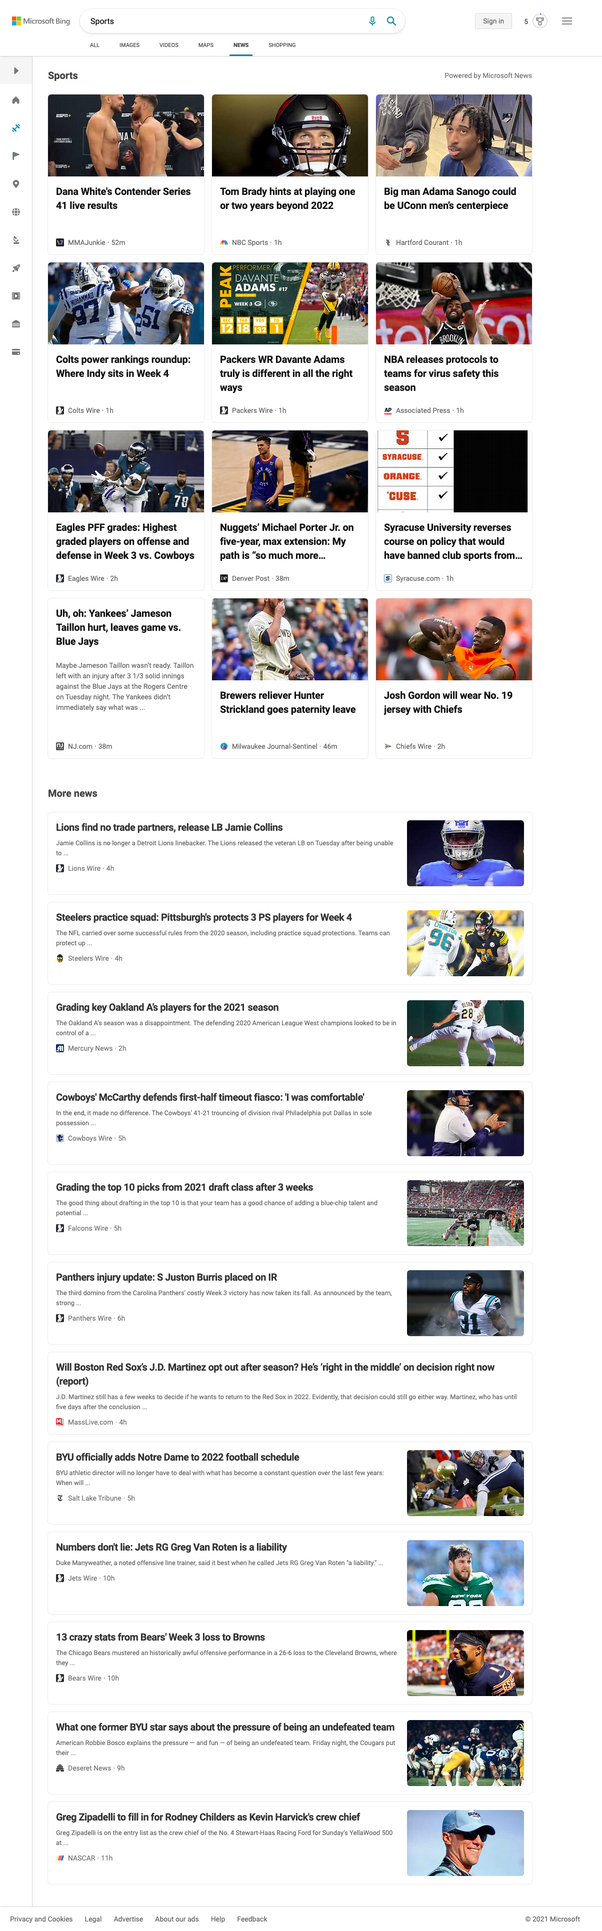 Microsoft Bing
Sports
Sign in
5
ALL IMAGES VIDEOS MAPS NEWS SHOPPING
Sports
Powered by Microsoft News
Dana White's Contender Series
41 live results
MMAJunkie · 52m
Tom Brady hints at playing one
or two years beyond 2022
NBC Sports · 1h
Big man Adama Sanogo could
be UConn men's centerpiece
Hartford Courant · 1h
Colts power rankings roundup:
Where Indy sits in Week 4
Colts Wire · 1h
PEAK
PERFORMER
DAVANTE
ADAMS #17
WEEK 3
12 18 132 1
Packers WR Davante Adams
truly is different in all the right
ways
Packers Wire · 1h
BROOKLYN
NBA releases protocols to
teams for virus safety this
season
AP Associated Press · 1h
Eagles PFF grades: Highest
graded players on offense and
defense in Week 3 vs. Cowboys
Eagles Wire · 2h
Nuggets' Michael Porter Jr. on
five-year, max extension: My
path is "so much more...
Denver Post · 38m
S
SYRACUSE.
ORANGE.
'CUSE.
Syracuse University reverses
course on policy that would
have banned club sports from...
Syracuse.com · 1h
Uh, oh: Yankees' Jameson
Taillon hurt, leaves game vs.
Blue Jays
Maybe Jameson Taillon wasn't ready. Taillon
left with an injury after 3 1/3 solid innings
against the Blue Jays at the Rogers Centre
on Tuesday night. The Yankees didn't
immediately say what was ...
NJ.com · 38m
Brewers reliever Hunter
Strickland goes paternity leave
Milwaukee Journal-Sentinel · 46m
Josh Gordon will wear No. 19
jersey with Chiefs
Chiefs Wire · 2h
More news
Lions find no trade partners, release LB Jamie Collins
Jamie Collins is no longer a Detroit Lions linebacker. The Lions released the veteran LB on Tuesday after being unable
to ...
Lions Wire · 4h
Steelers practice squad: Pittsburgh's protects 3 PS players for Week 4
The NFL carried over some successful rules from the 2020 season, including practice squad protections. Teams can
protect up ...
Steelers Wire · 4h
Grading key Oakland A's players for the 2021 season
The Oakland A's season was a disappointment. The defending 2020 American League West champions looked to be in
control of a ...
Mercury News · 2h
Cowboys' McCarthy defends first-half timeout fiasco: 'I was comfortable'
In the end, it made no difference. The Cowboys' 41-21 trouncing of division rival Philadelphia put Dallas in sole
possession ...
Cowboys Wire · 5h
Grading the top 10 picks from 2021 draft class after 3 weeks
The good thing about drafting in the top 10 is that your team has a good chance of adding a blue-chip talent and
potential ...
Falcons Wire · 5h
Panthers injury update: S Juston Burris placed on IR
The third domino from the Carolina Panthers' costly Week 3 victory has now taken its fall. As announced by the team,
strong ...
Panthers Wire · 6h
Will Boston Red Sox's J.D. Martinez opt out after season? He's 'right in the middle' on decision right now
(report)
J.D. Martinez still has a few weeks to decide if he wants to return to the Red Sox in 2022. Evidently, that decision could still go either way. Martinez, who has until
five days after the conclusion ...
MassLive.com · 4h
BYU officially adds Notre Dame to 2022 football schedule
BYU athletic director will no longer have to deal with what has become a constant question over the last few years:
When will ...
Salt Lake Tribune · 5h
Numbers don't lie: Jets RG Greg Van Roten is a liability
Duke Manyweather, a noted offensive line trainer, said it best when he called Jets RG Greg Van Roten "a liability." ...
Jets Wire · 10h
NEW YORK
13 crazy stats from Bears' Week 3 loss to Browns
The Chicago Bears mustered an historically awful offensive performance in a 26-6 loss to the Cleveland Browns, where
they ...
Bears Wire · 10h
What one former BYU star says about the pressure of being an undefeated team
American Robbie Bosco explains the pressure — and fun — of being an undefeated team. Friday night, the Cougars put
their ...
Deseret News · 9h
Greg Zipadelli to fill in for Rodney Childers as Kevin Harvick's crew chief
Greg Zipadelli is on the entry list as the crew chief of the No. 4 Stewart-Haas Racing Ford for Sunday's YellaWood 500
at ...
NASCAR · 11h
Privacy and Cookies Legal Advertise About our ads Help Feedback
© 2021 Microsoft